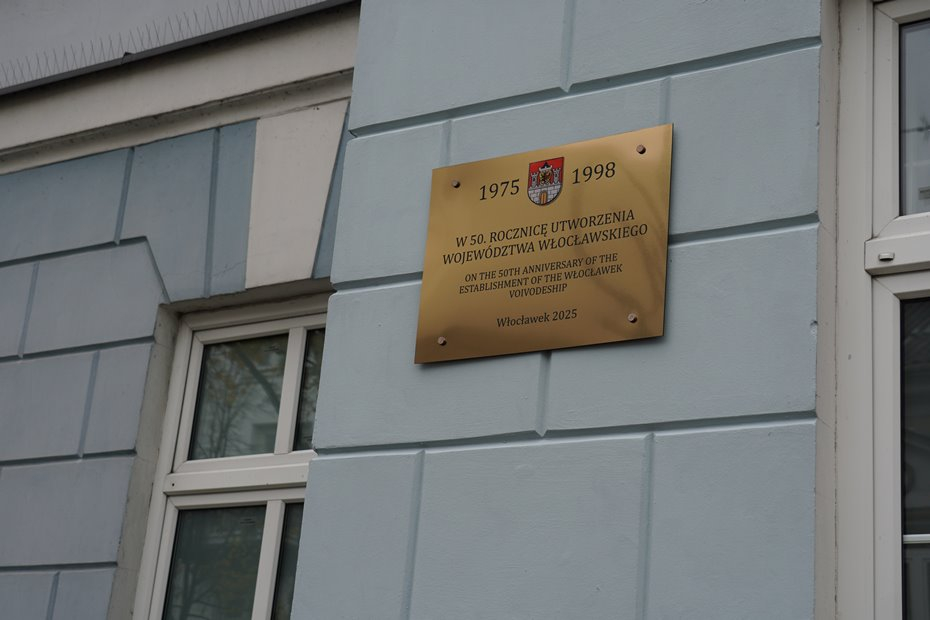 1975 1998
W 50. ROCZNICĘ UTWORZENIA
WOJEWÓDZTWA WŁOCŁAWSKIEGO
ON THE 50TH ANNIVERSARY OF THE
ESTABLISHMENT OF THE WŁOCŁAWEK
VOIVODESHIP
Włocławek 2025